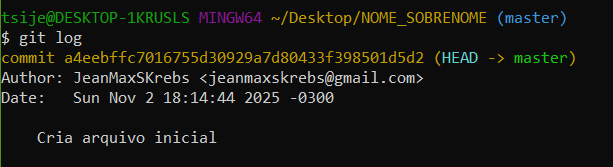 tsije@DESKTOP-1KRUSLS MINGW64 ~/Desktop/NOME_SOBRENOME (master)
$ git log
commit a4eebffc7016755d30929a7d80433f398501d5d2 (HEAD -> master)
Author: JeanMaxSKrebs <jeanmaxskrebs@gmail.com>
Date:   Sun Nov 2 18:14:44 2025 -0300
    Cria arquivo inicial